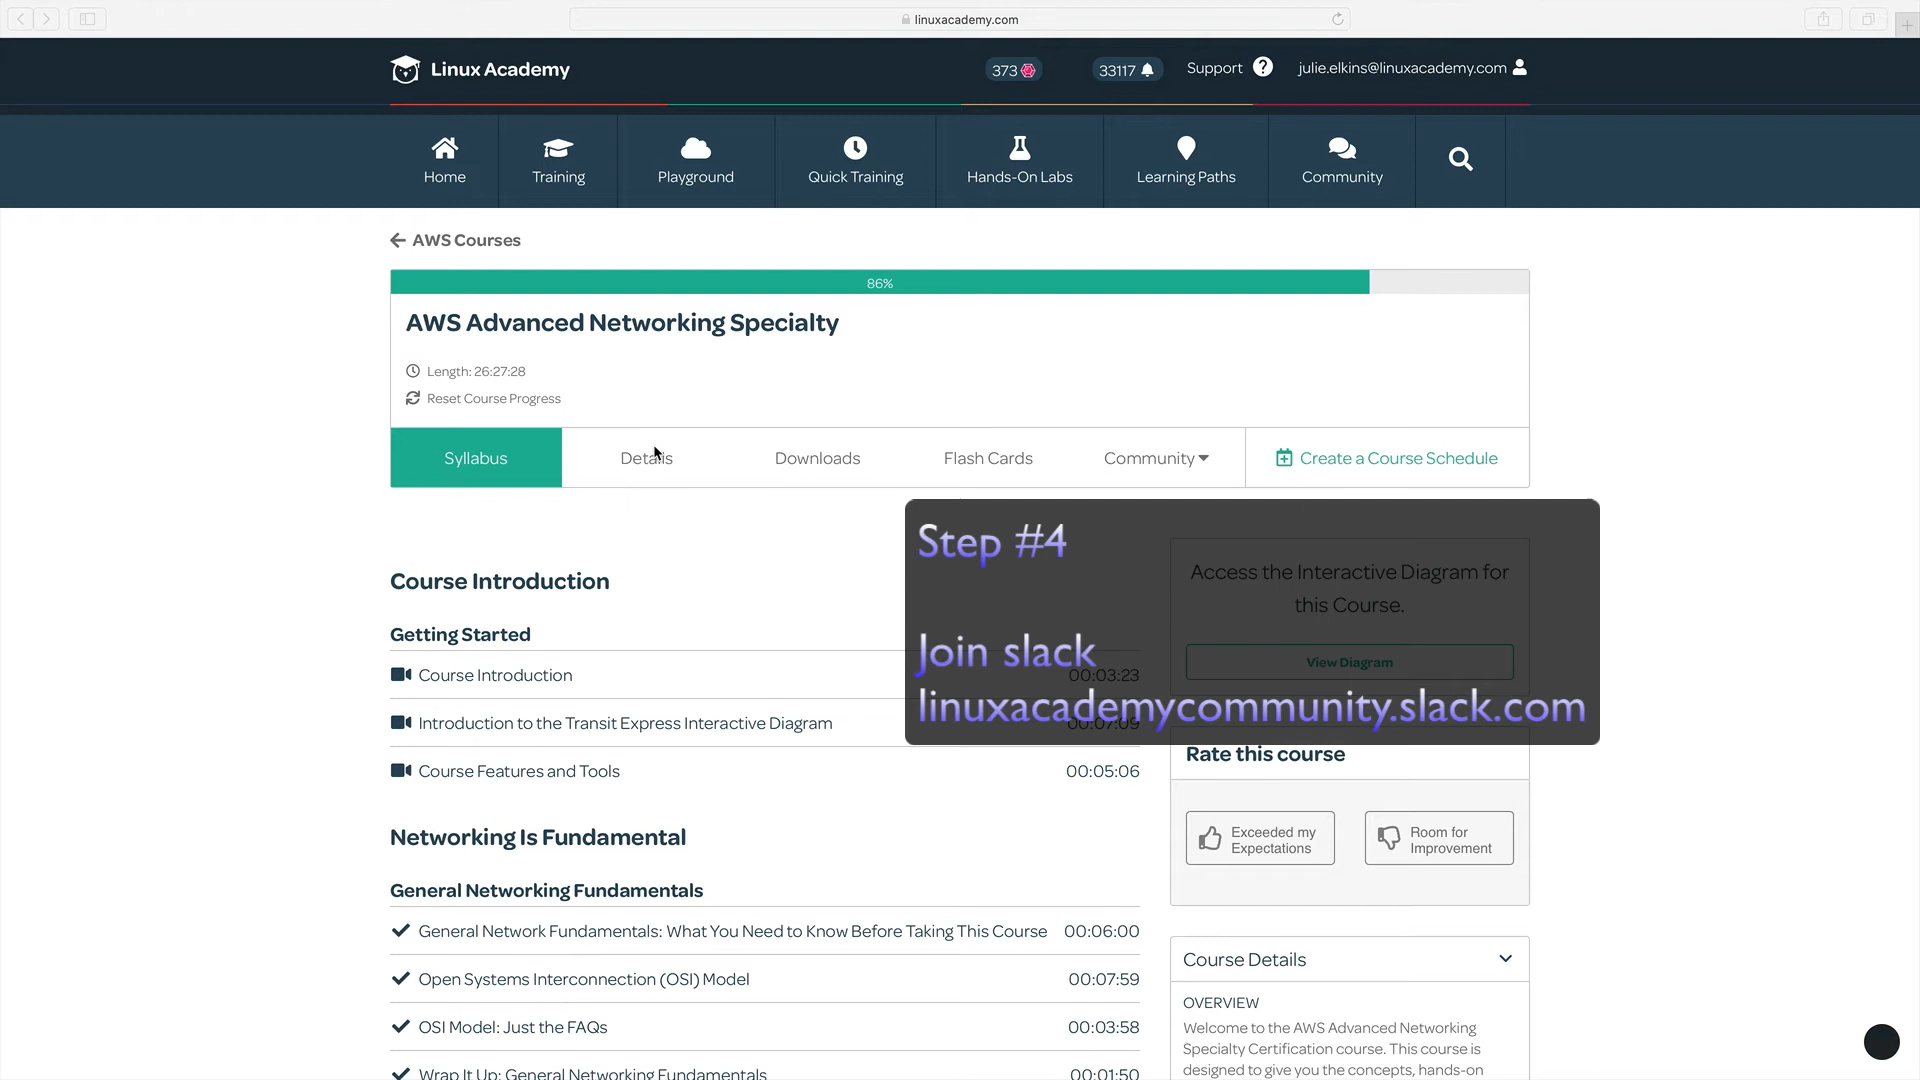 linuxacademy.com
Linux Academy
373
33117
Support
julie.elkins@linuxacademy.com
Home
Training
Playground
Quick Training
Hands-On Labs
Learning Paths
Community
AWS Courses
86%
AWS Advanced Networking Specialty
Length: 26:27:28
Reset Course Progress
Syllabus
Details
Downloads
Flash Cards
Community
Create a Course Schedule
Step #4
Join slack
linuxacademycommunity.slack.com
Access the Interactive Diagram for
this Course.
View Diagram
Course Introduction
Getting Started
Course Introduction 00:03:23
Introduction to the Transit Express Interactive Diagram 00:07:09
Course Features and Tools 00:05:06
Networking Is Fundamental
General Networking Fundamentals
General Network Fundamentals: What You Need to Know Before Taking This Course 00:06:00
Open Systems Interconnection (OSI) Model 00:07:59
OSI Model: Just the FAQs 00:03:58
Wrap It Up: General Networking Fundamentals 00:01:50
Rate this course
Exceeded my
Expectations
Room for
Improvement
Course Details
OVERVIEW
Welcome to the AWS Advanced Networking
Specialty Certification course. This course is
designed to give you the concepts, hands-on